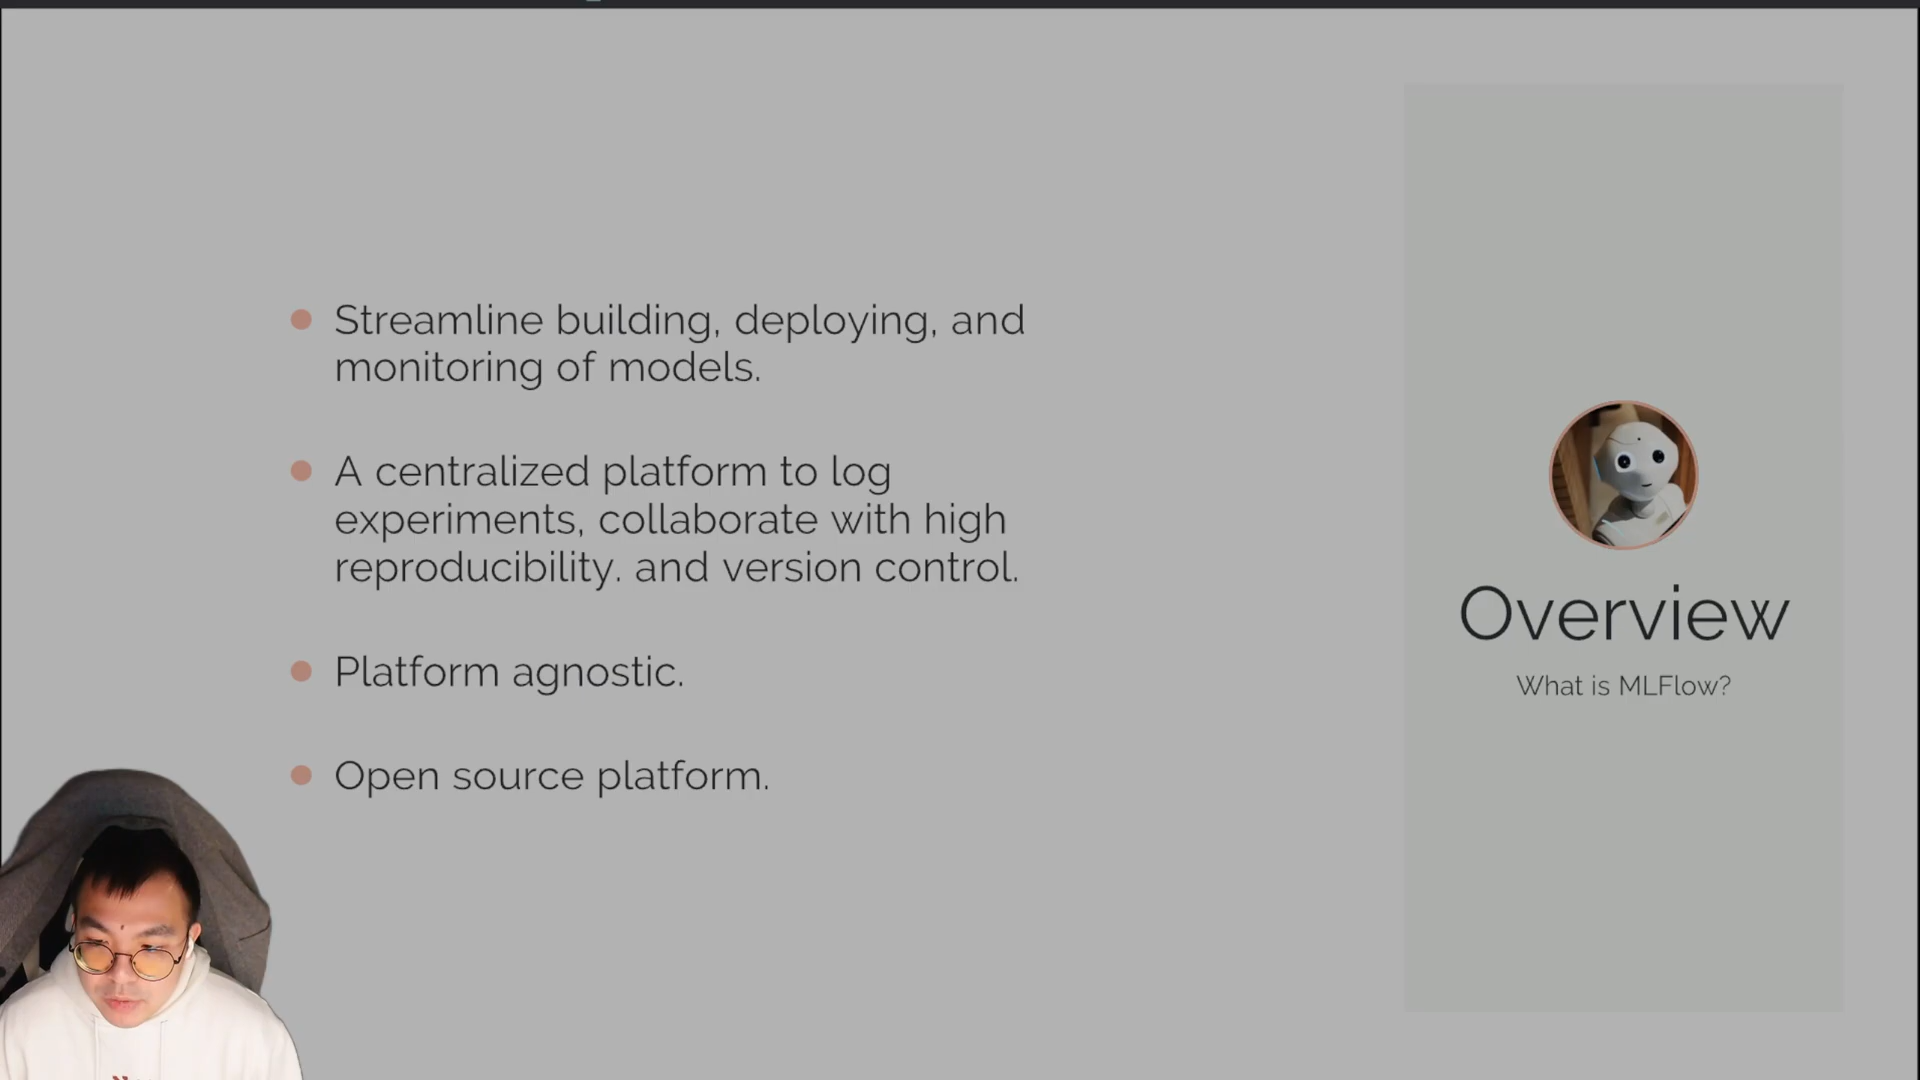 Streamline building, deploying, and
monitoring of models.
A centralized platform to log
experiments, collaborate with high
reproducibility. and version control.
Platform agnostic.
Open source platform.
Overview
What is MLFlow?